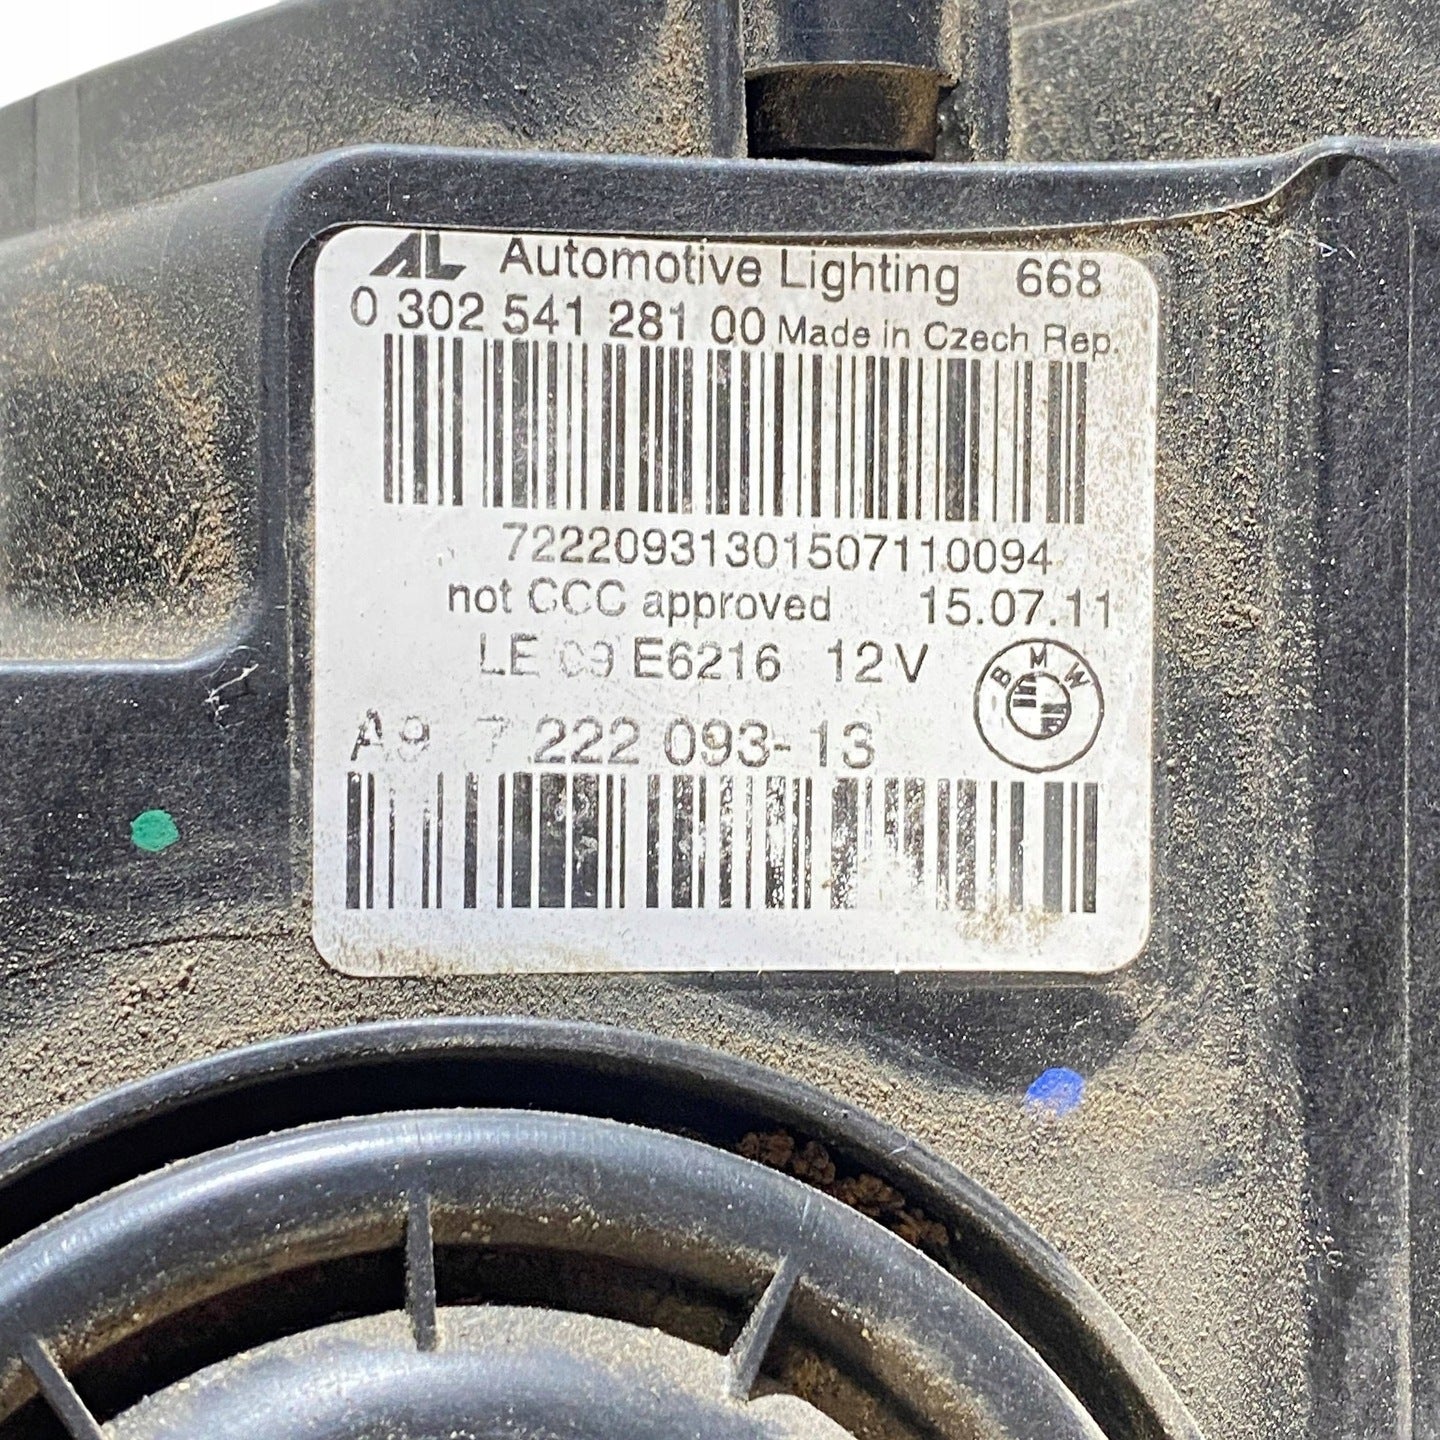 AL Automotive Lighting 668
0 302 541 281 00 Made in Czech Rep.
72220931301507110094
not CCC approved 15.07.11
LE 09 E6216 12V
BMW
A9 7 222 093-13